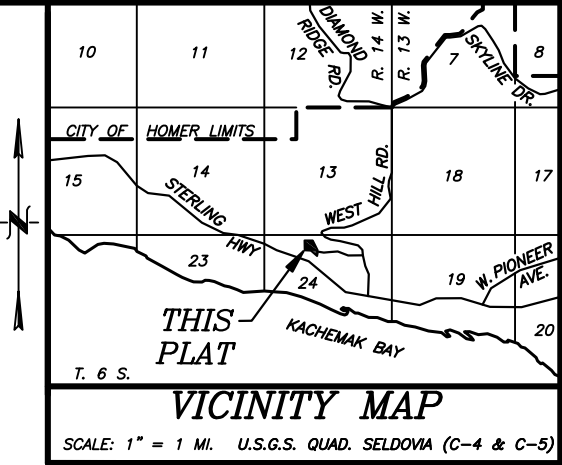 10
11
12
DIAMOND
RIDGE RD.
R. 14 W.
R. 13 W.
7
SKYLINE DR.
8
CITY OF HOMER LIMITS
15
14
13
WEST HILL RD.
18
17
STERLING
HWY
23
24
19
W. PIONEER
AVE.
20
N
THIS
PLAT
KACHEMAK BAY
T. 6 S.
VICINITY MAP
SCALE: 1" = 1 MI. U.S.G.S. QUAD. SELDOVIA (C-4 & C-5)